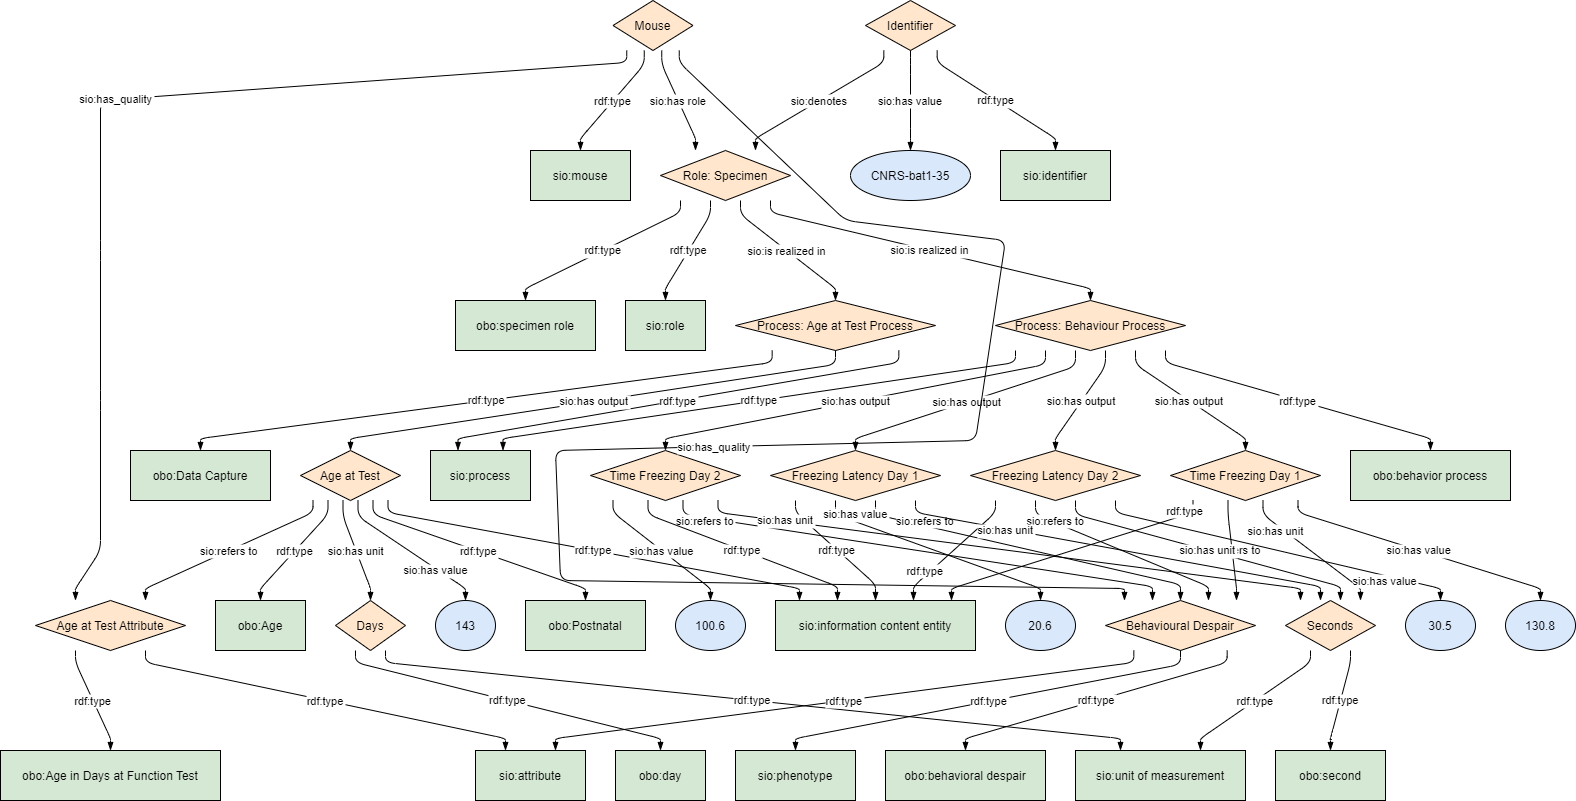 Mouse
Identifier
sio:has_quality
rdf:type
sio:has role
sio:denotes
sio:has value
rdf:type
sio:mouse
Role: Specimen
CNRS-bat1-35
sio:identifier
rdf:type
rdf:type
sio:is realized in
sio:is realized in
obo:specimen role
sio:role
Process: Age at Test Process
Process: Behaviour Process
rdf:type
sio:has output
rdf:type
rdf:type
sio:has output
sio:has output
sio:has output
sio:has output
rdf:type
sio:has_quality
obo:Data Capture
Age at Test
sio:process
Time Freezing Day 2
Freezing Latency Day 1
Freezing Latency Day 2
Time Freezing Day 1
obo:behavior process
sio:refers to
sio:has unit
sio:has value
sio:refers to
sio:has unit
sio:refers to
rdf:type
sio:has unit
sio:refers to
rdf:type
sio:has unit
sio:has value
rdf:type
rdf:type
sio:has value
rdf:type
rdf:type
rdf:type
sio:has unit
rs to
sio:has value
sio:has value
Age at Test Attribute
obo:Age
Days
143
obo:Postnatal
100.6
sio:information content entity
20.6
Behavioural Despair
Seconds
30.5
130.8
rdf:type
rdf:type
rdf:type
rdf:type
rdf:type
rdf:type
rdf:type
rdf:type
rdf:type
obo:Age in Days at Function Test
sio:attribute
obo:day
sio:phenotype
obo:behavioral despair
sio:unit of measurement
obo:second